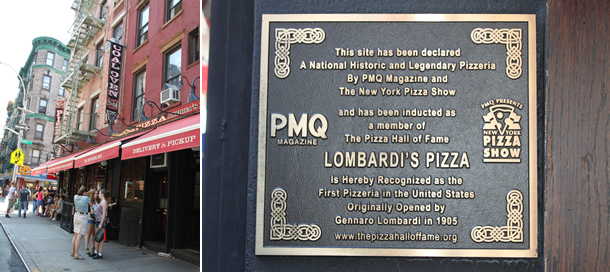 COAL OVEN
PIZZA
DELIVERY & PICKUP
This site has been declared
A National Historic and Legendary Pizzeria
By PMQ Magazine and
The New York Pizza Show
and has been inducted as
a member of
The Pizza Hall of Fame
PMQ
MAGAZINE
PMQ PRESENTS
NEW YORK
PIZZA
SHOW
LOMBARDI'S PIZZA
Is Hereby Recognized as the
First Pizzeria in the United States
Originally Opened by
Gennaro Lombardi in 1905
www.thepizzahalloffame.org